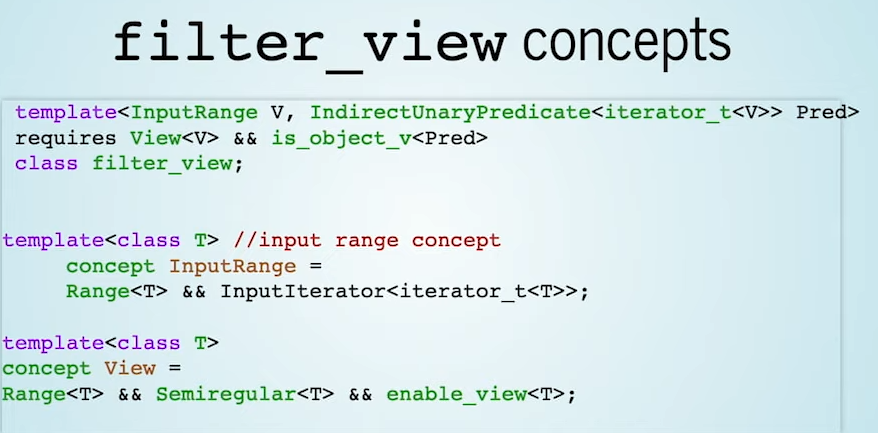 filter_view concepts
template<InputRange V, IndirectUnaryPredicate<iterator_t<V>> Pred>
requires View<V> && is_object_v<Pred>
class filter_view;
template<class T> //input range concept
concept InputRange =
Range<T> && InputIterator<iterator_t<T>>;
template<class T>
concept View =
Range<T> && Semiregular<T> && enable_view<T>;